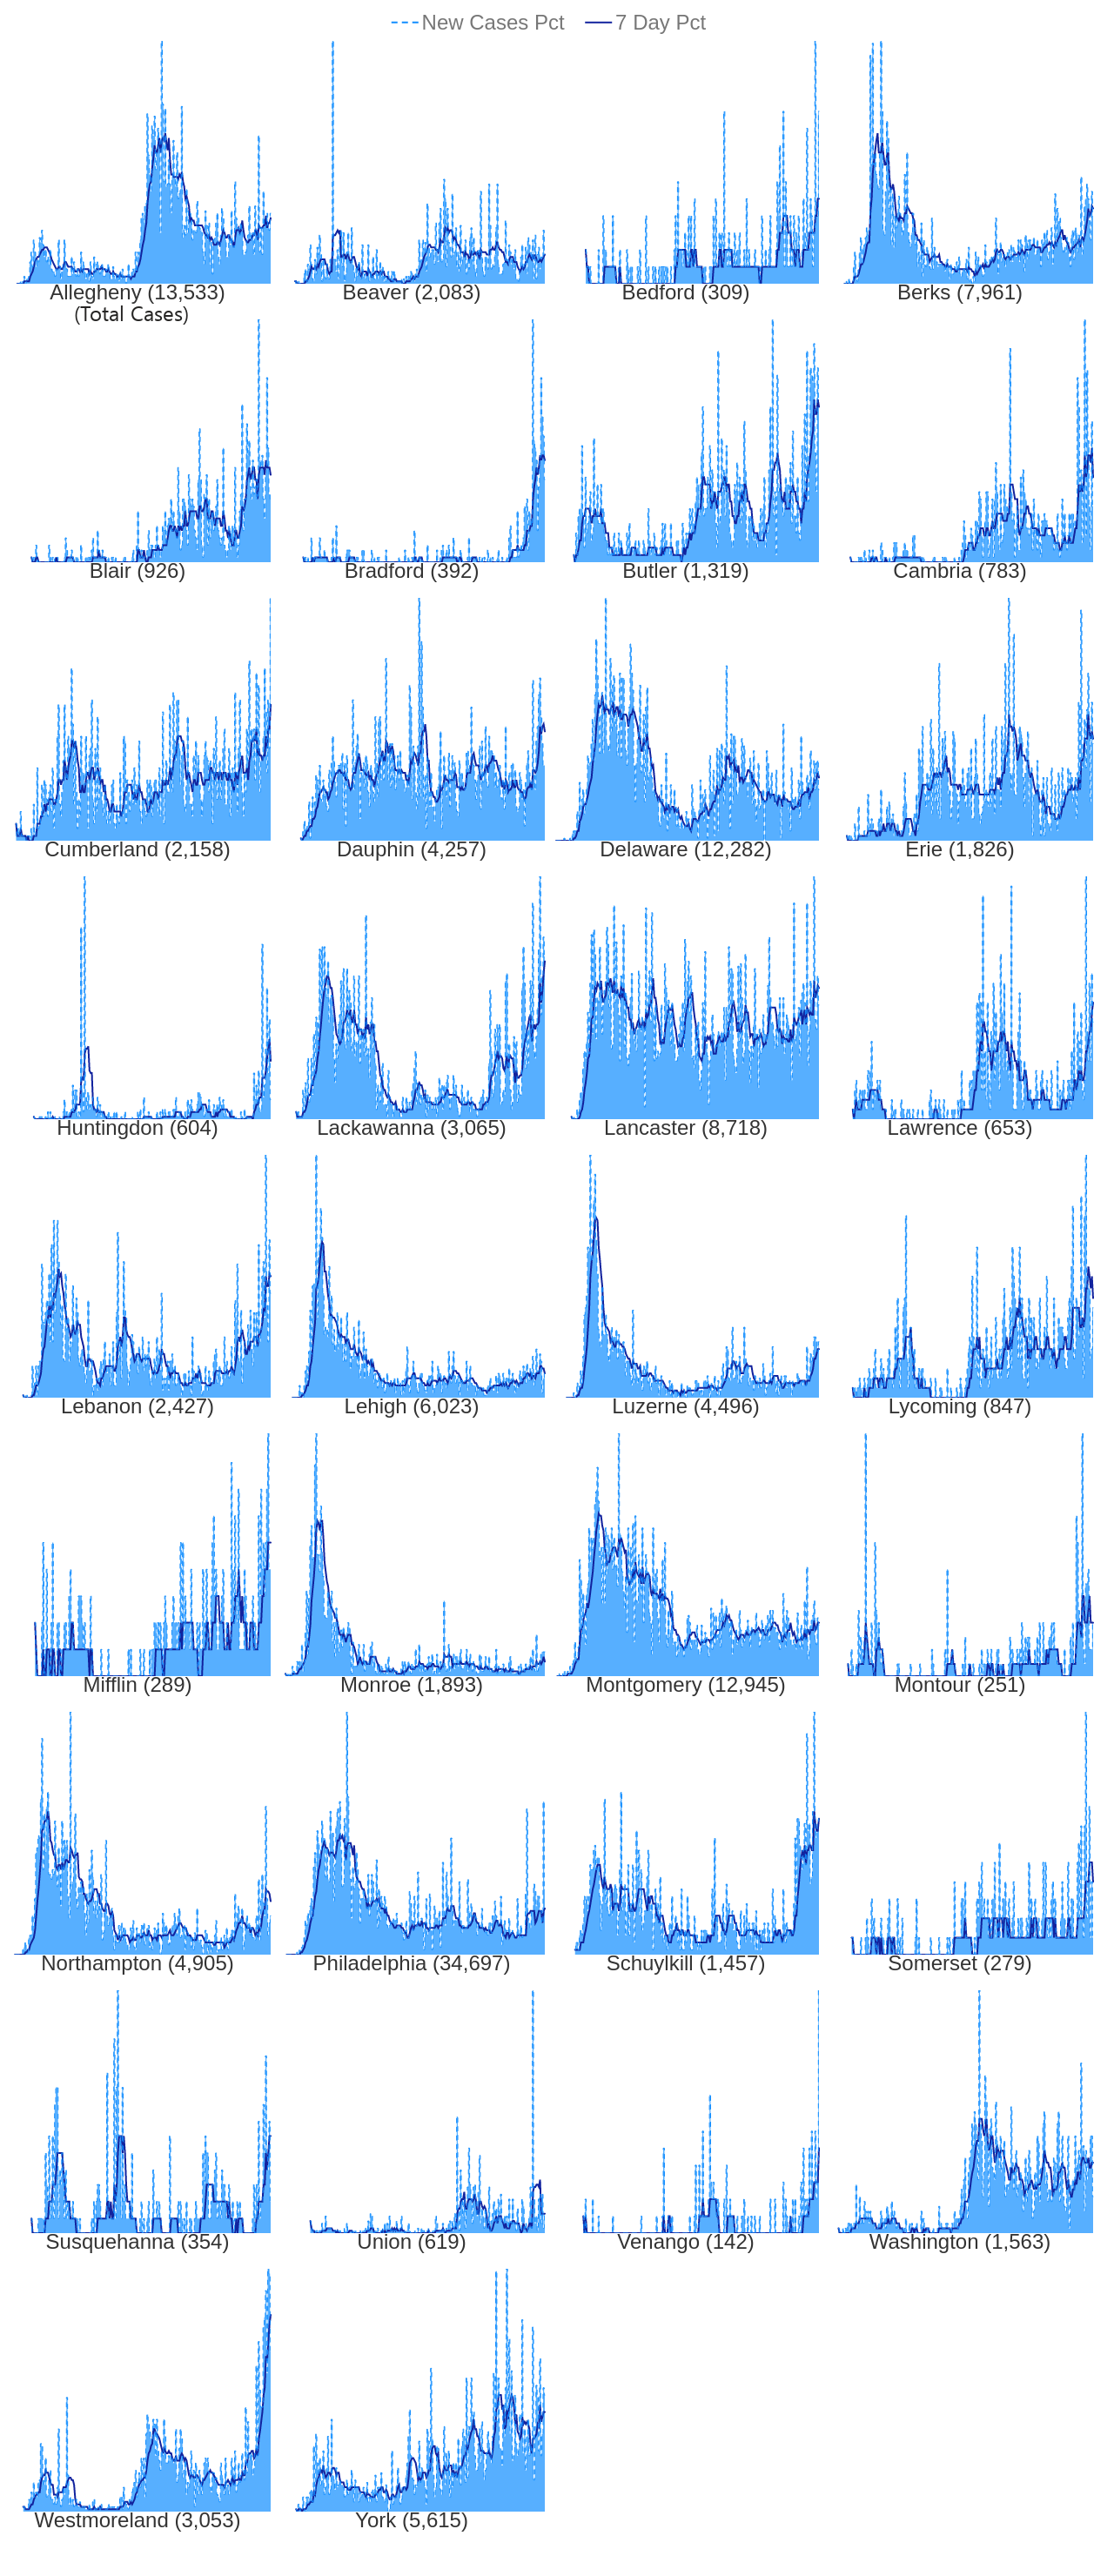 New Cases Pct 7 Day Pct
Allegheny (13,533) Beaver (2,083) Bedford (309) Berks (7,961)
(Total Cases)
Blair (926) Bradford (392) Butler (1,319) Cambria (783)
Cumberland (2,158) Dauphin (4,257) Delaware (12,282) Erie (1,826)
Huntingdon (604) Lackawanna (3,065) Lancaster (8,718) Lawrence (653)
Lebanon (2,427) Lehigh (6,023) Luzerne (4,496) Lycoming (847)
Mifflin (289) Monroe (1,893) Montgomery (12,945) Montour (251)
Northampton (4,905) Philadelphia (34,697) Schuylkill (1,457) Somerset (279)
Susquehanna (354) Union (619) Venango (142) Washington (1,563)
Westmoreland (3,053) York (5,615)